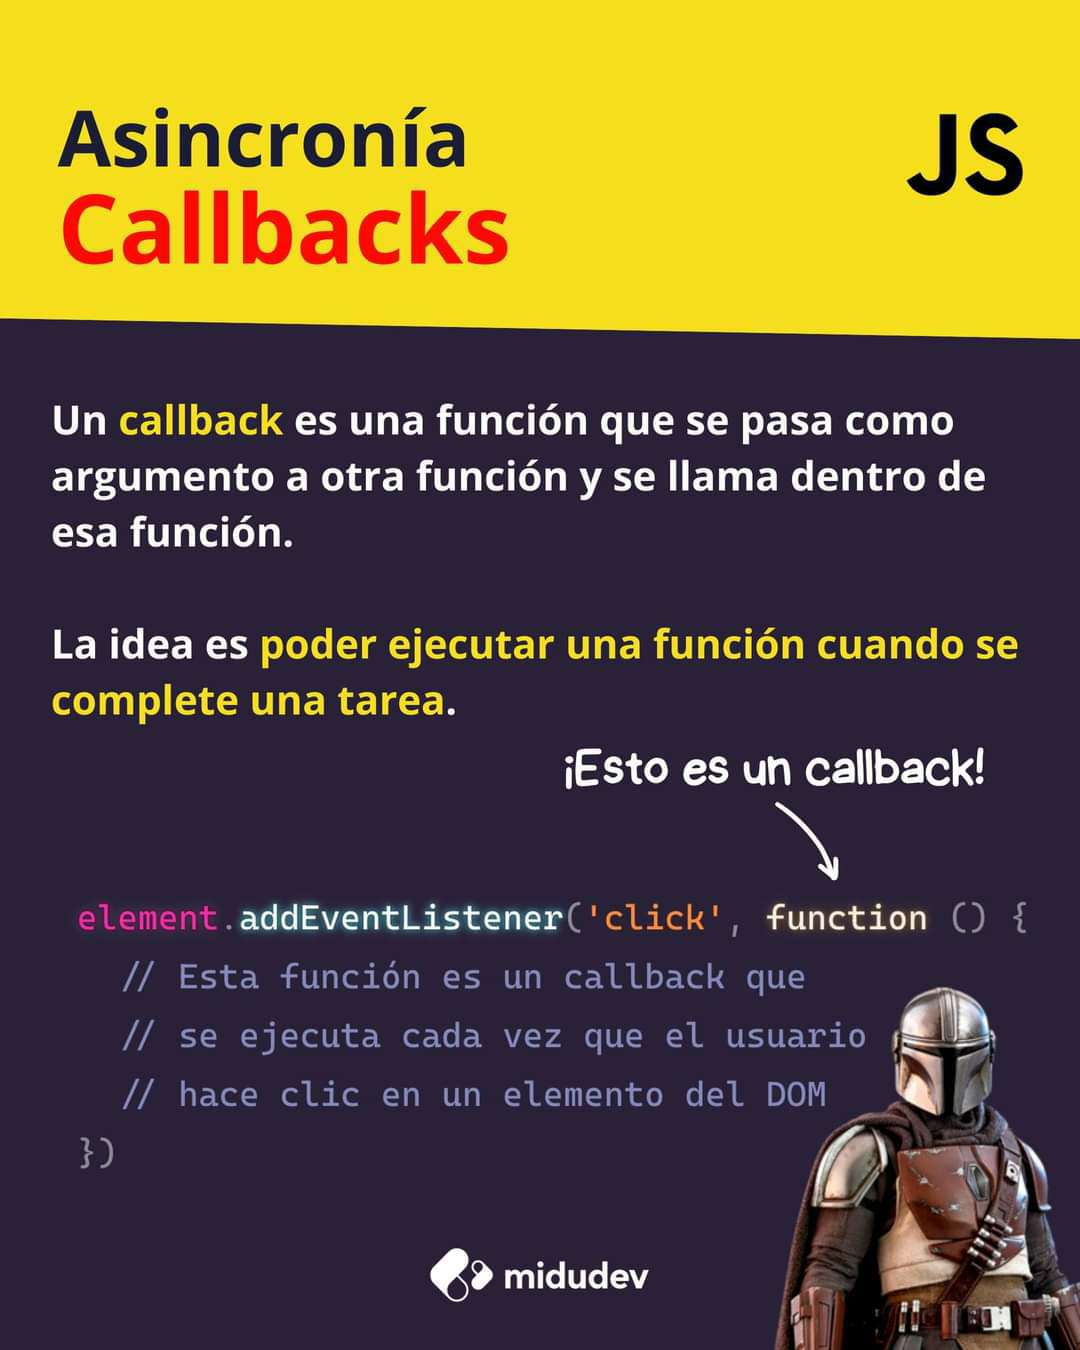 Asincronía
JS
Callbacks
Un callback es una función que se pasa como
argumento a otra función y se llama dentro de
esa función.
La idea es poder ejecutar una función cuando se
complete una tarea.
¡Esto es un callback!
element.addEventListener('click', function () {
// Esta función es un callback que
// se ejecuta cada vez que el usuario
// hace clic en un elemento del DOM
})
midudev